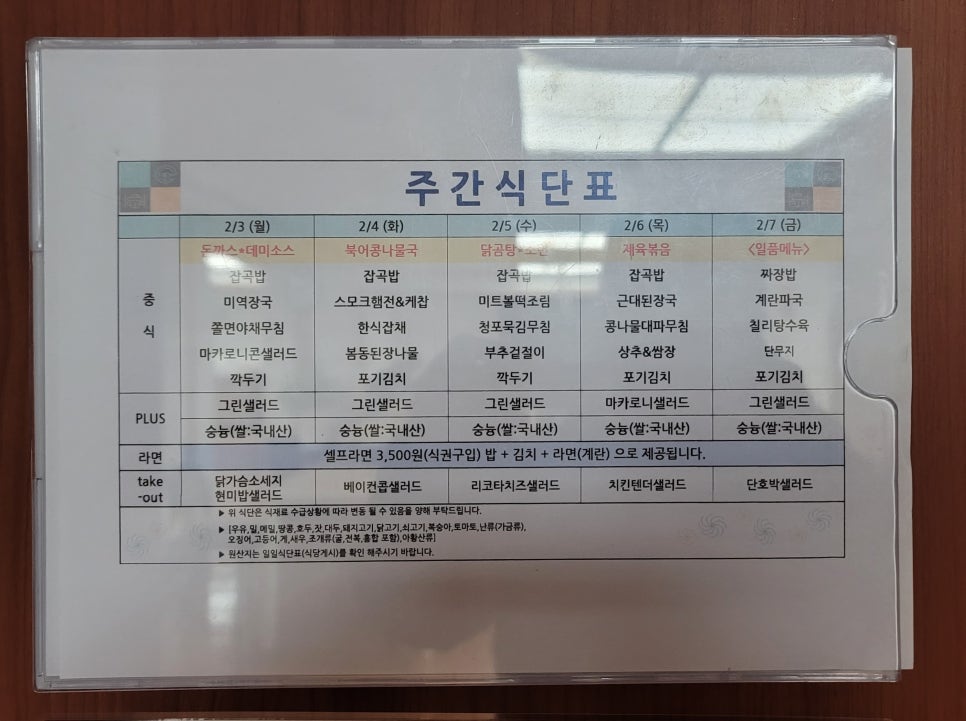 주간식단표
2/3 (월) 2/4 (화) 2/5 (수) 2/6 (목) 2/7 (금)
중식
돈까스*데미소스 북어콩나물국 닭곰탕*소면 제육볶음 <일품메뉴>
잡곡밥 잡곡밥 잡곡밥 잡곡밥 짜장밥
미역장국 스모크햄전&케찹 미트볼떡조림 근대된장국 계란파국
쫄면야채무침 한식잡채 청포묵김무침 콩나물대파무침 칠리탕수육
마카로니콘샐러드 봄동된장나물 부추겉절이 상추&쌈장 단무지
깍두기 포기김치 깍두기 포기김치 포기김치
PLUS
그린샐러드 그린샐러드 그린샐러드 마카로니샐러드 그린샐러드
숭늉(쌀:국내산) 숭늉(쌀:국내산) 숭늉(쌀:국내산) 숭늉(쌀:국내산) 숭늉(쌀:국내산)
라면 셀프라면 3,500원(식권구입) 밥 + 김치 + 라면(계란) 으로 제공됩니다.
take
-out
닭가슴소세지
현미밥샐러드
베이컨콥샐러드 리코타치즈샐러드 치킨텐더샐러드 단호박샐러드
▶ 위 식단은 식재료 수급상황에 따라 변동 될 수 있음을 양해 부탁드립니다.
▶ [우유,밀,메밀,땅콩,호두,잣,대두,돼지고기,닭고기,쇠고기,복숭아,토마토,난류(가금류),
오징어,고등어,게,새우,조개류(굴,전복,홍합 포함),아황산류]
▶ 원산지는 일일식단표(식당게시)를 확인 해주시기 바랍니다.